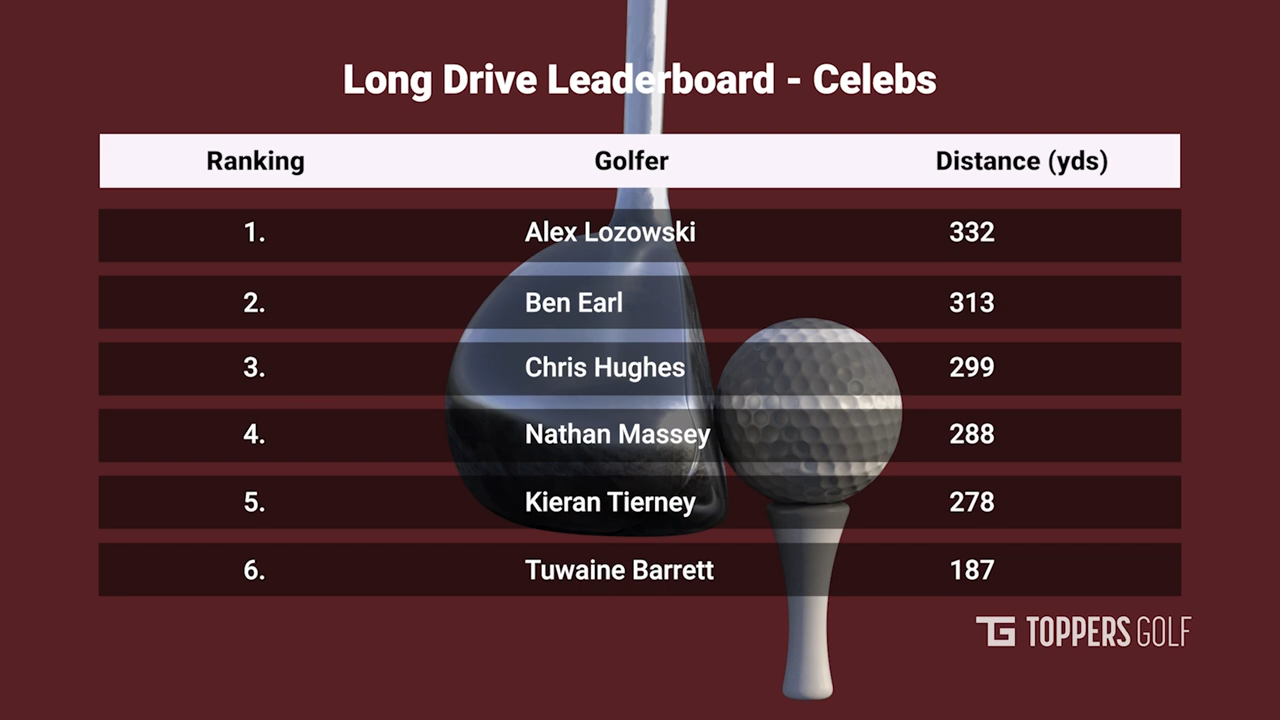 Long Drive Leaderboard - Celebs
Ranking Golfer Distance (yds)
1. Alex Lozowski 332
2. Ben Earl 313
3. Chris Hughes 299
4. Nathan Massey 288
5. Kieran Tierney 278
6. Tuwaine Barrett 187
TG TOPPERS GOLF